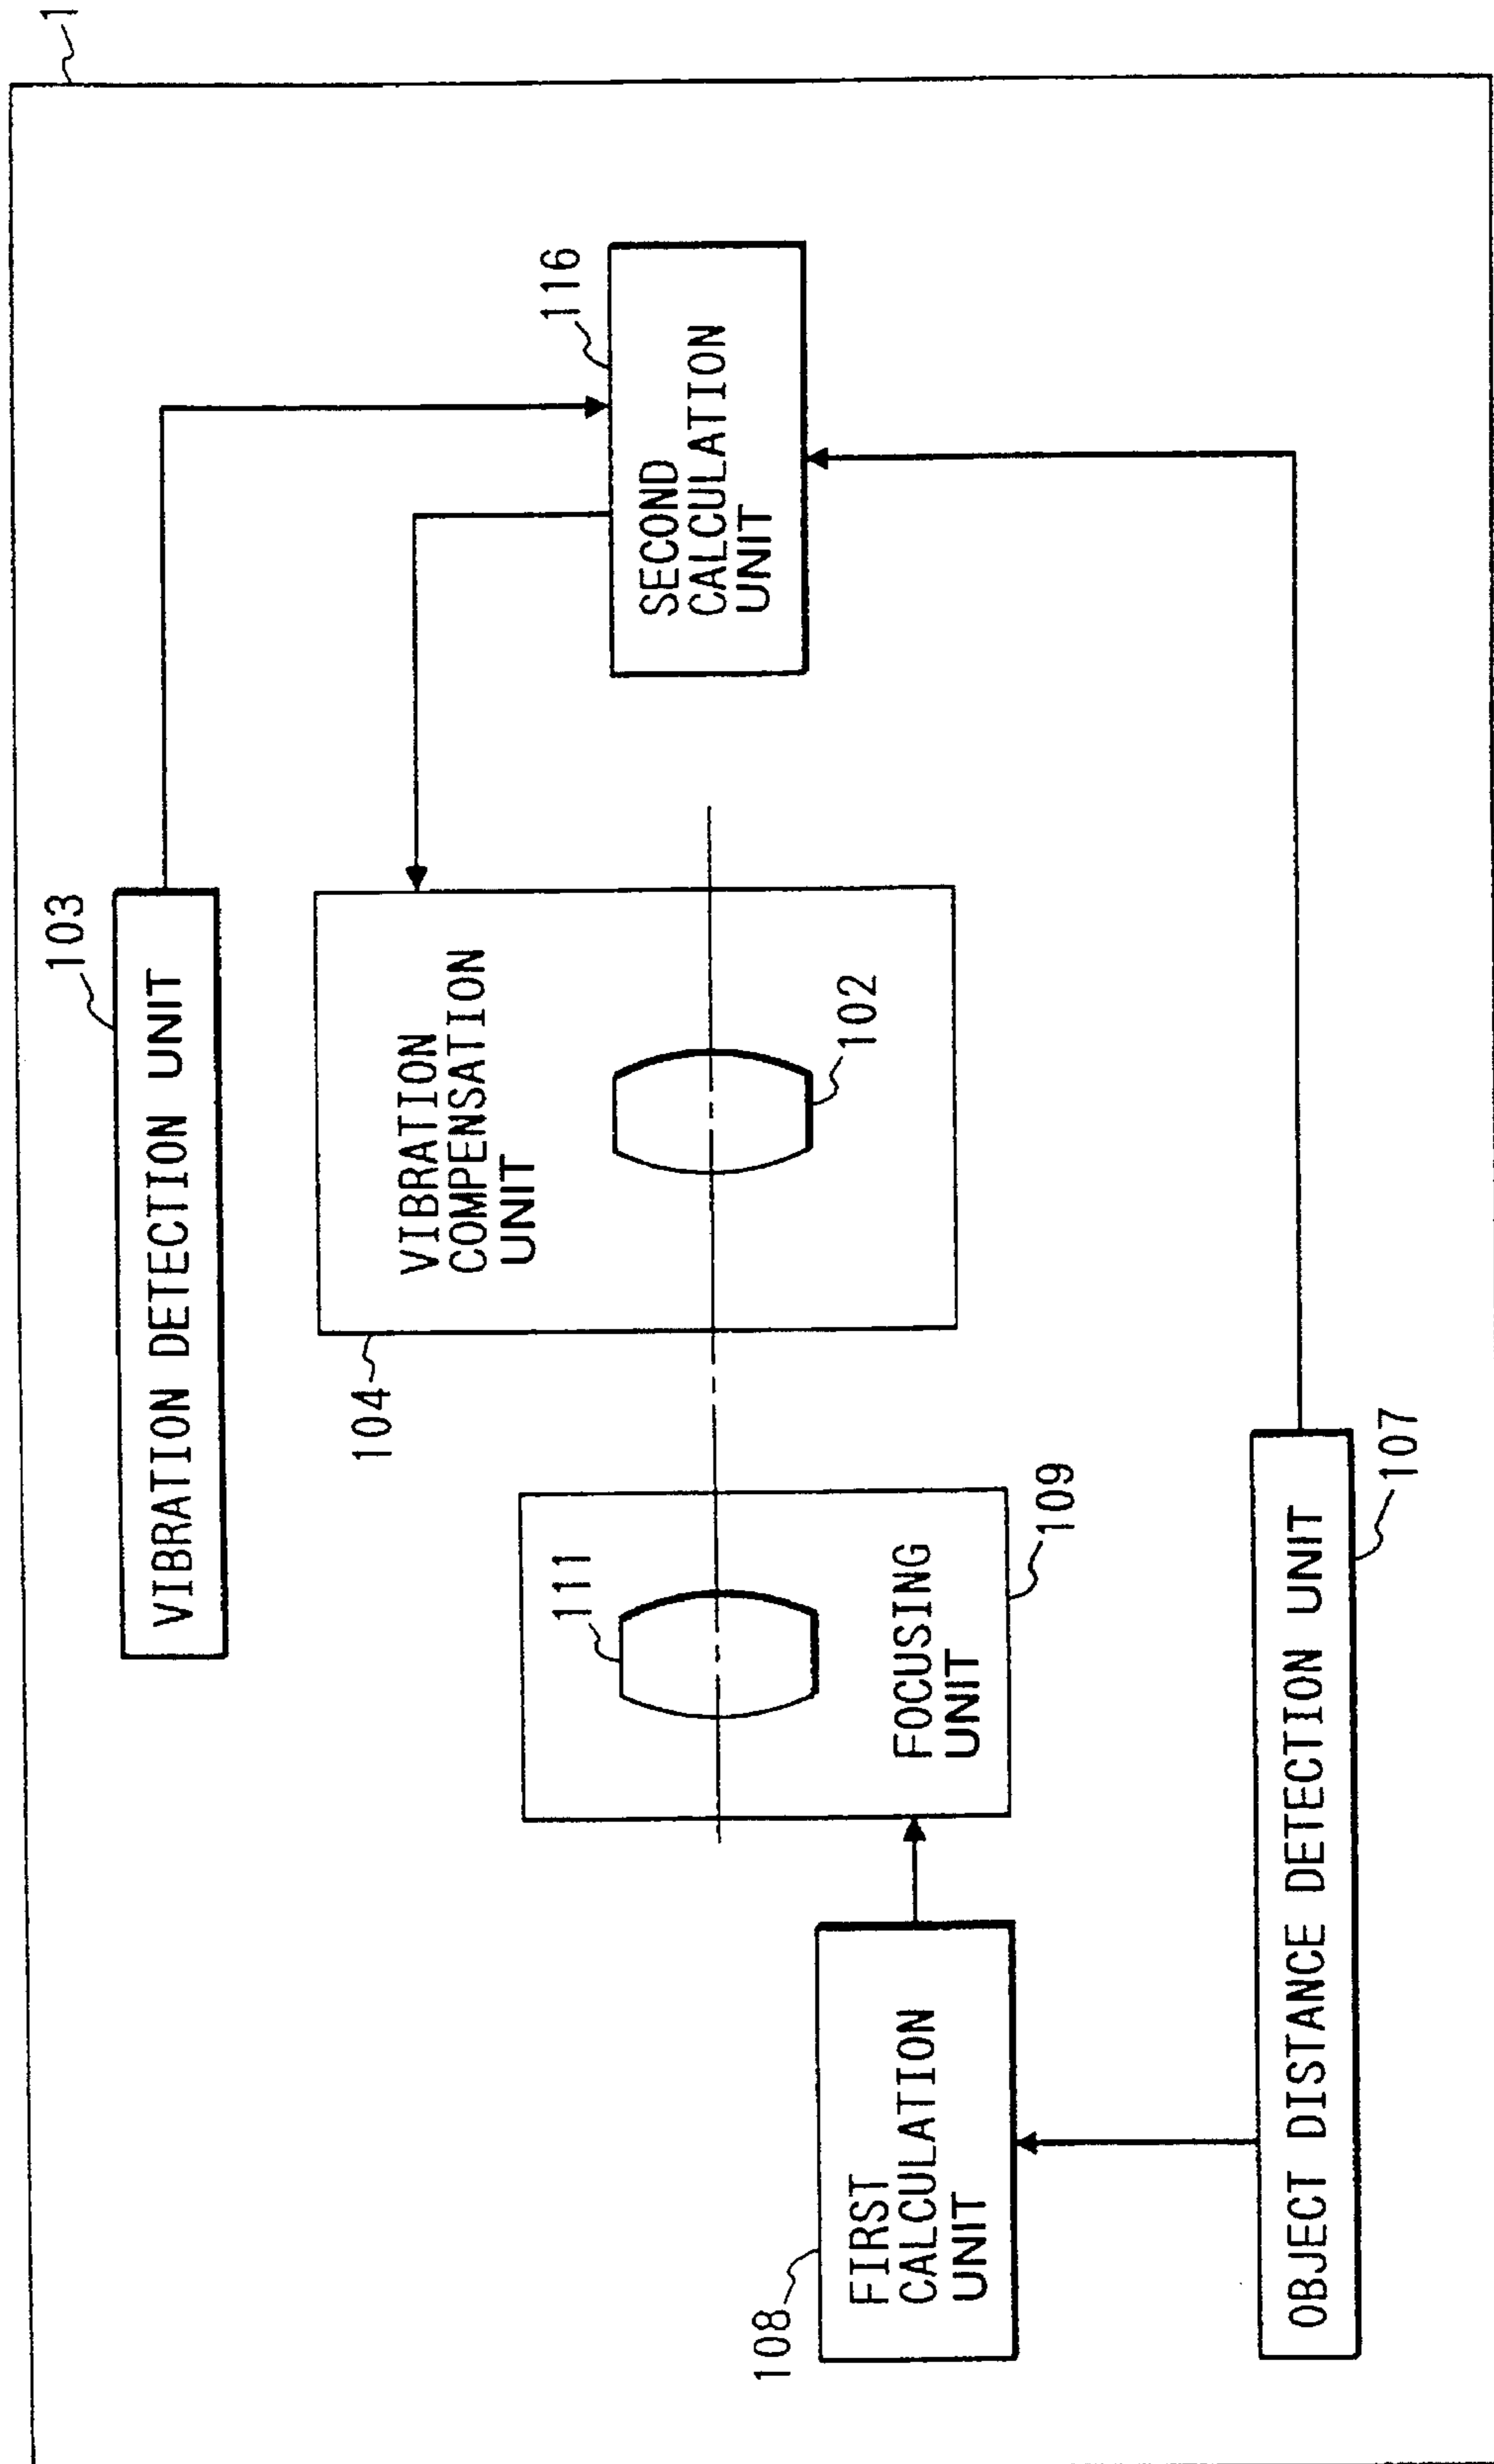 1
103
VIBRATION DETECTION UNIT
116
SECOND
CALCULATION
UNIT
104
VIBRATION
COMPENSATION
UNIT
102
111
FOCUSING
UNIT
109
108
FIRST
CALCULATION
UNIT
OBJECT DISTANCE DETECTION UNIT
107